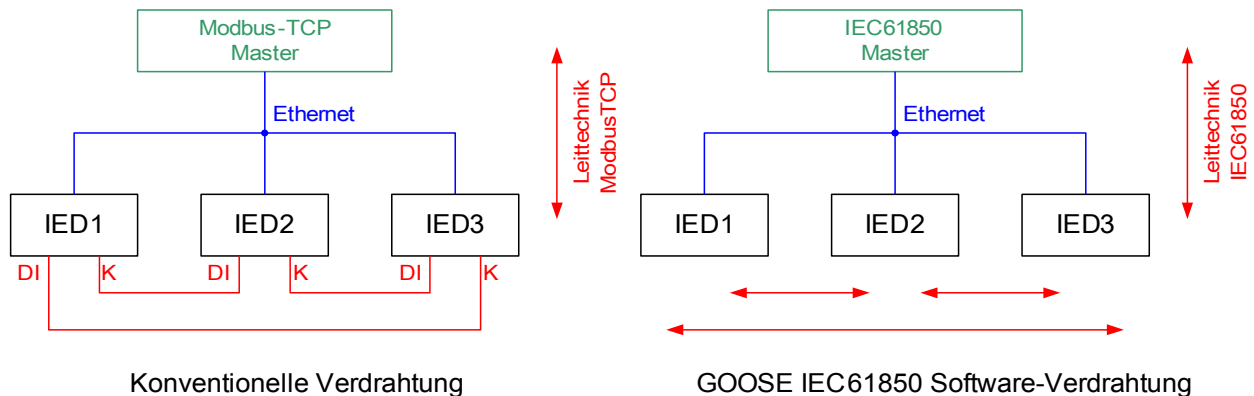 Modbus-TCP
Master
Ethernet
Leittechnik
ModbusTCP
IED1
IED2
IED3
DI
K
DI
K
DI
K
Konventionelle Verdrahtung
IEC61850
Master
Ethernet
Leittechnik
IEC61850
IED1
IED2
IED3
GOOSE IEC61850 Software-Verdrahtung